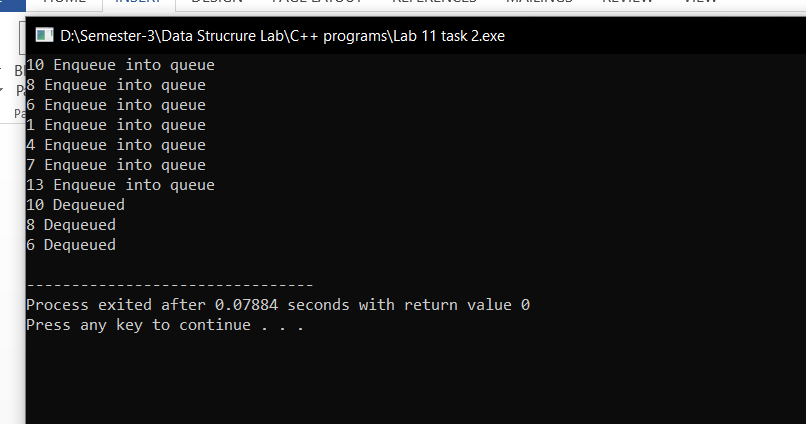 HOME INSERT DESIGN PAGE LAYOUT REFERENCES MAILINGS REVIEW VIEW
D:\Semester-3\Data Strucrure Lab\C++ programs\Lab 11 task 2.exe
10 Enqueue into queue
8 Enqueue into queue
6 Enqueue into queue
1 Enqueue into queue
4 Enqueue into queue
7 Enqueue into queue
13 Enqueue into queue
10 Dequeued
8 Dequeued
6 Dequeued
--------------------------------
Process exited after 0.07884 seconds with return value 0
Press any key to continue . . .